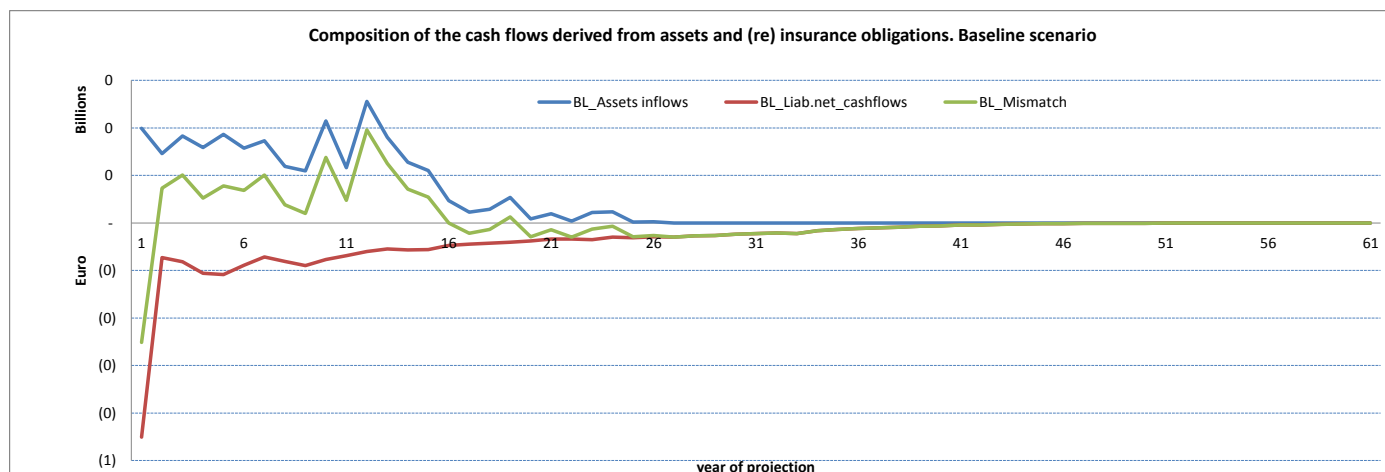 Composition of the cash flows derived from assets and (re) insurance obligations. Baseline scenario
Billions
Euro
0
0
0
-
(0)
(0)
(0)
(0)
(1)
BL_Assets inflows BL_Liab.net_cashflows BL_Mismatch
1 6 11 16 21 26 31 36 41 46 51 56 61
year of projection